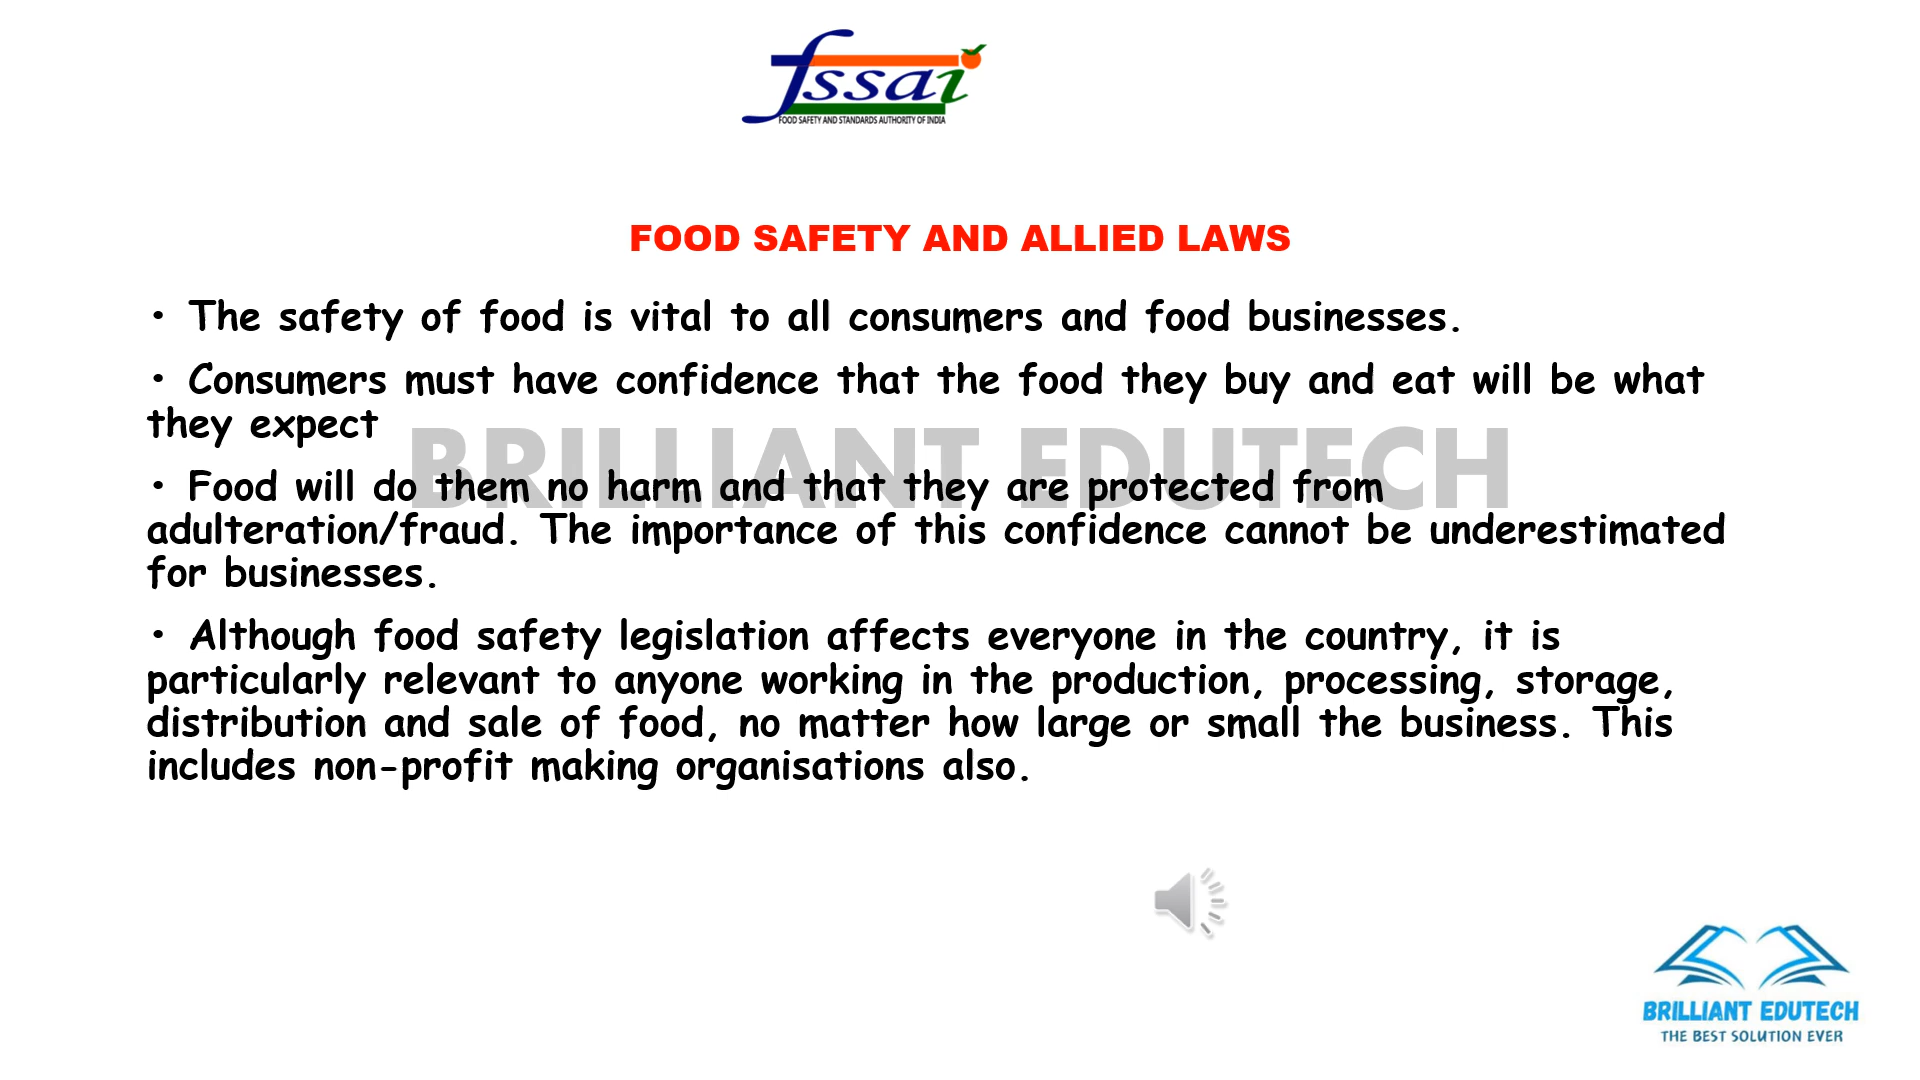 fssai
FOOD SAFETY AND STANDARDS AUTHORITY OF INDIA
FOOD SAFETY AND ALLIED LAWS
• The safety of food is vital to all consumers and food businesses.
• Consumers must have confidence that the food they buy and eat will be what
they expect
BRILLIANT EDUTECH
• Food will do them no harm and that they are protected from
adulteration/fraud. The importance of this confidence cannot be underestimated
for businesses.
• Although food safety legislation affects everyone in the country, it is
particularly relevant to anyone working in the production, processing, storage,
distribution and sale of food, no matter how large or small the business. This
includes non-profit making organisations also.
BRILLIANT EDUTECH
THE BEST SOLUTION EVER